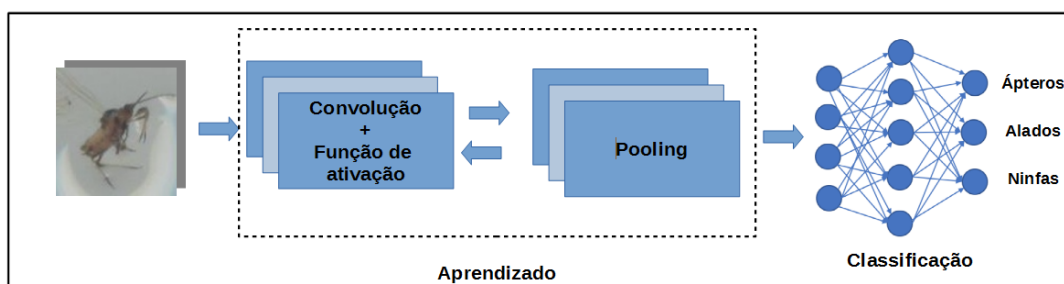 Convolução
+
Função de
ativação
Pooling
Ápteros
Alados
Ninfas
Classificação
Aprendizado